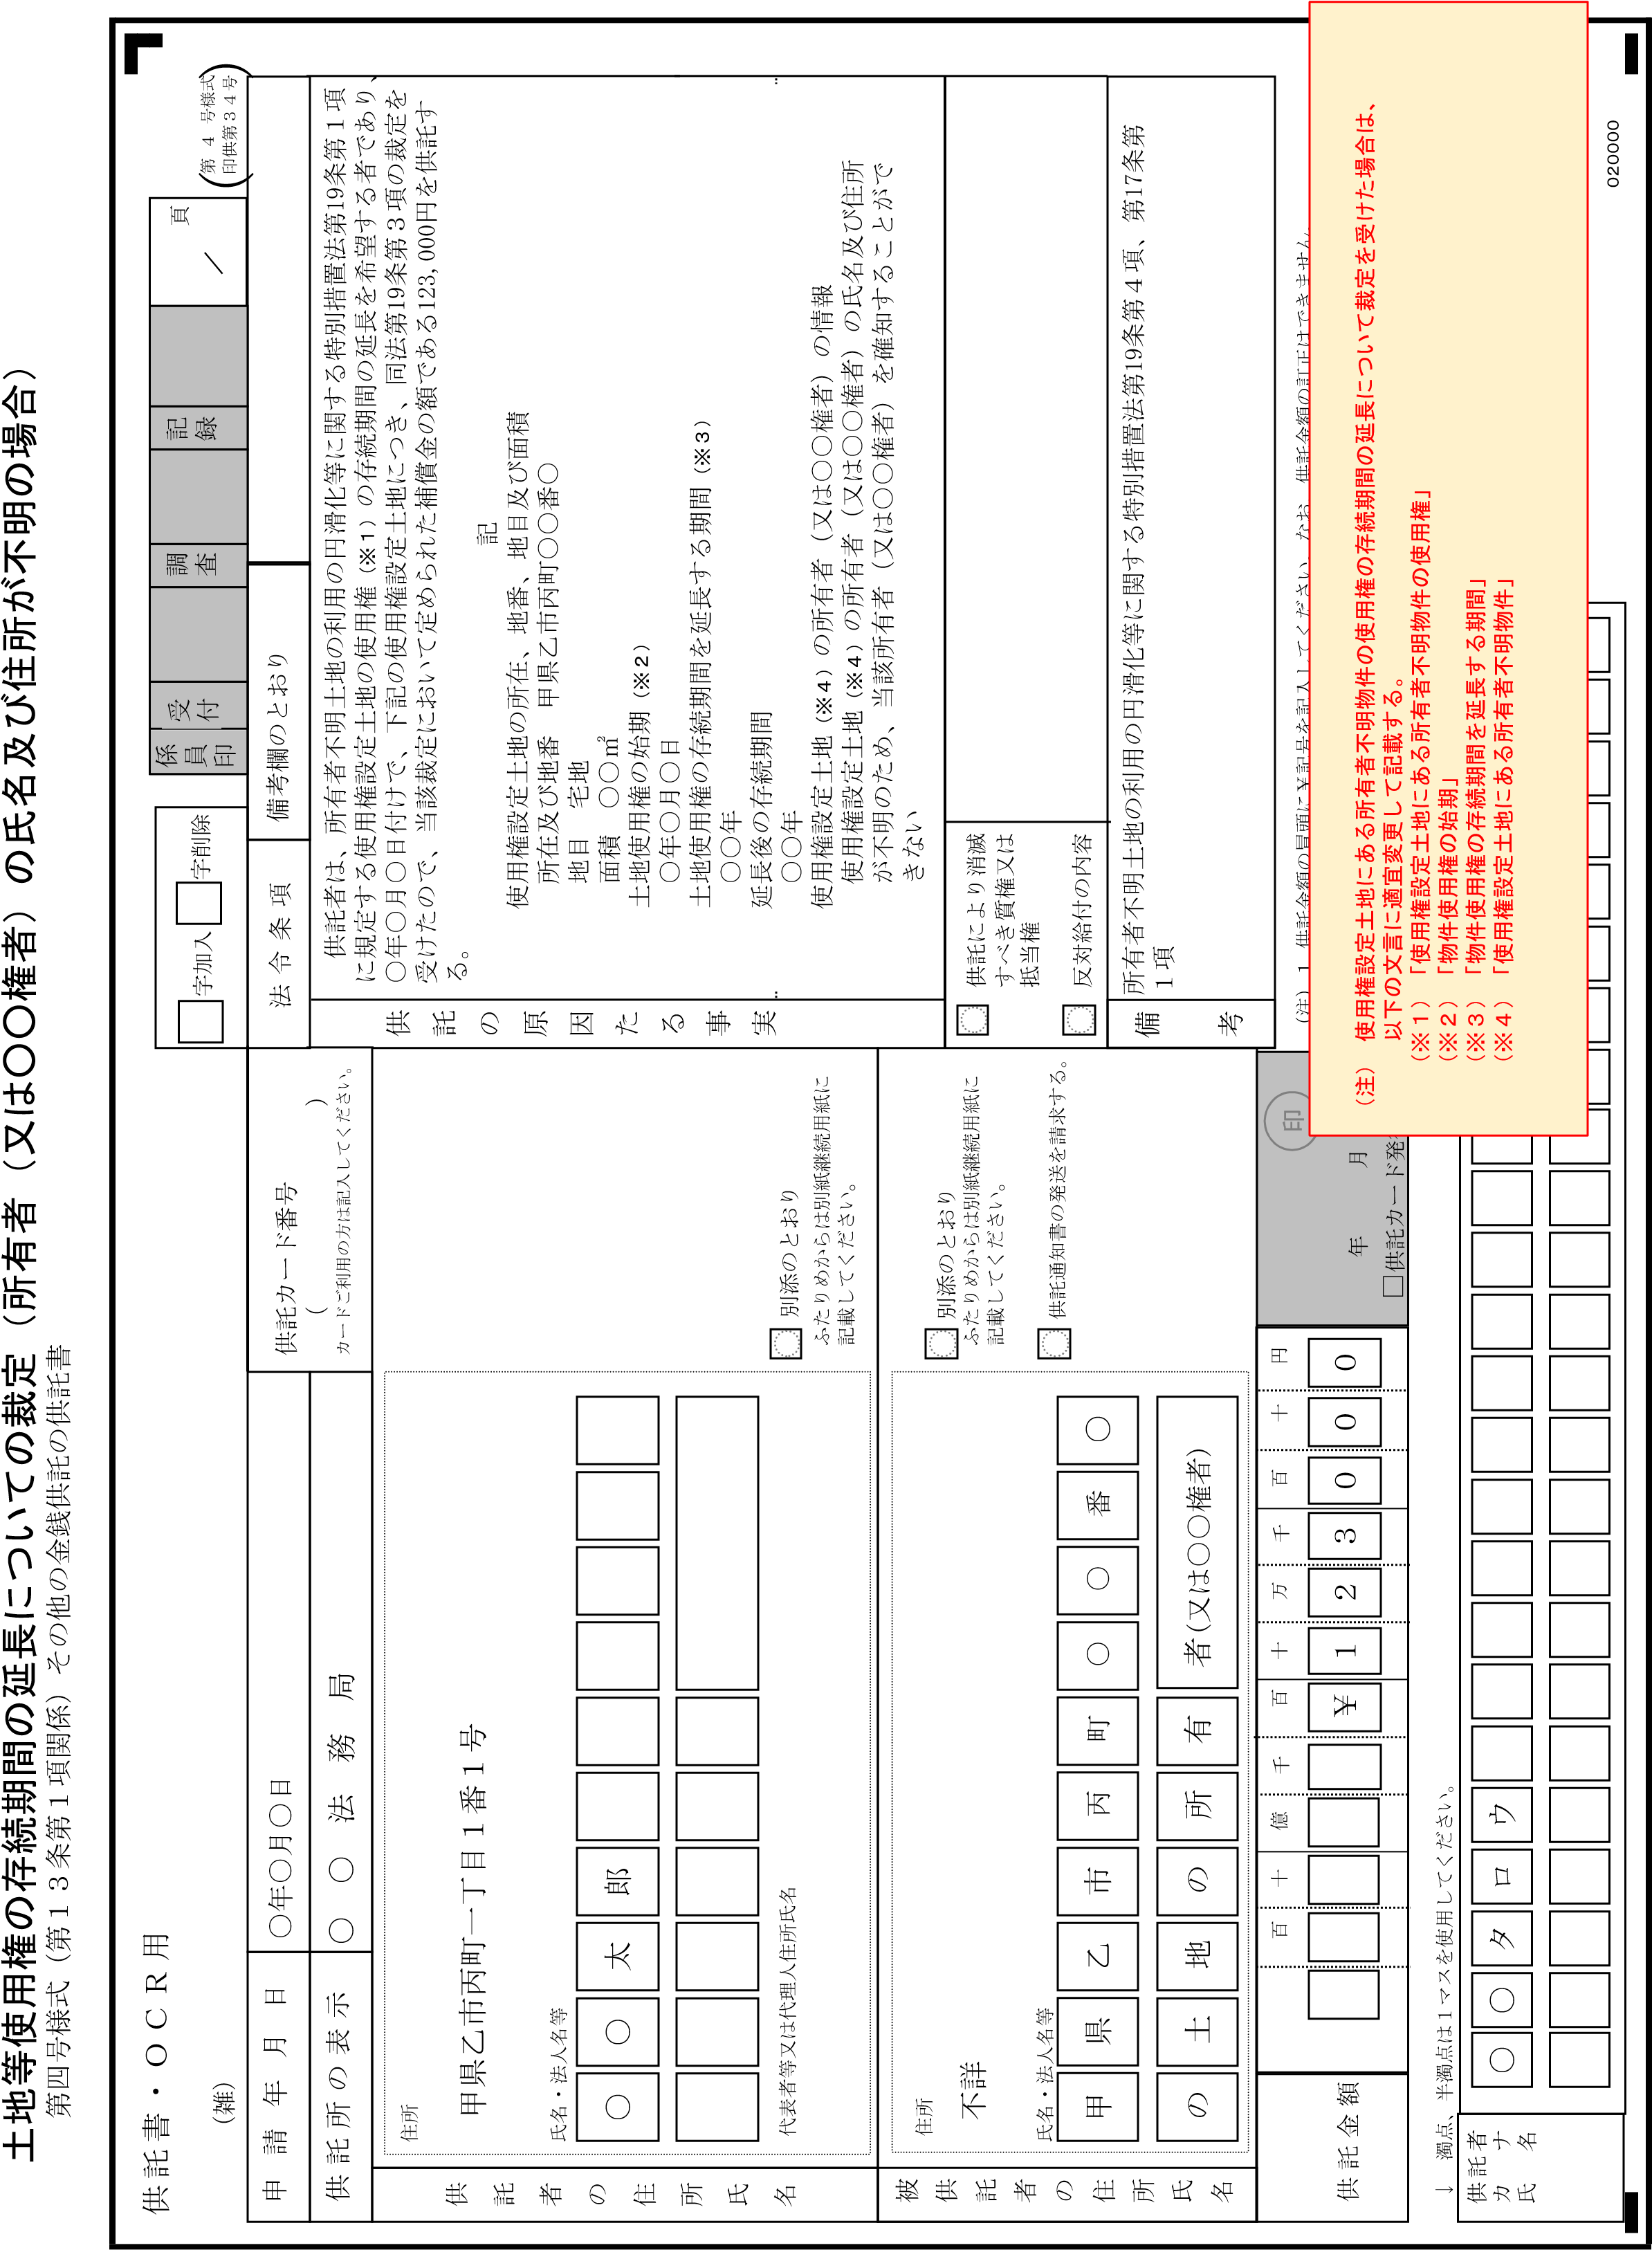 土地等使用権の存続期間の延長についての裁定（所有者（又は〇〇権者）の氏名及び住所が不明の場合）
第四号様式（第１３条第１項関係）その他の金銭供託の供託書
供託書・ＯＣＲ用
（雑）
字加入
字削除
係員印
受付
調査
記録
頁
／
（第４号様式
印供第３４号）
申請年月日
〇年〇月〇日
供託所の表示
〇〇法務局
供託カード番号
（　　　）
カードご利用の方は記入してください。
法令条項
備考欄のとおり
供託者の住所氏名
住所
甲県乙市丙町一丁目１番１号
氏名・法人名等
〇〇太郎
代表者等又は代理人住所氏名
別添のとおり
ふたりめからは別紙継続用紙に
記載してください。
被供託者の住所氏名
住所
不詳
氏名・法人名等
甲県乙市丙町〇〇番〇
の土地の所有者(又は〇〇権者)
別添のとおり
ふたりめからは別紙継続用紙に
記載してください。
供託通知書の発送を請求する。
供託金額
百十億千百十万千百十円
￥123000
印
年　月
□供託カード発
↓　濁点、半濁点は１マスを使用してください。
供託者
カナ
氏名
〇〇タロウ
供託の原因たる事実
供託者は、所有者不明土地の利用の円滑化等に関する特別措置法第19条第１項
に規定する使用権設定土地の使用権（※１）の存続期間の延長を希望する者であり、
〇年〇月〇日付けで、下記の使用権設定土地につき、同法第19条第３項の裁定を
受けたので、当該裁定において定められた補償金の額である123,000円を供託す
る。
記
使用権設定土地の所在、地番、地目及び面積
所在及び地番　甲県乙市丙町〇〇番〇
地目　宅地
面積　〇〇㎡
土地使用権の始期（※２）
〇年〇月〇日
土地使用権の存続期間を延長する期間（※３）
〇〇年
延長後の存続期間
〇〇年
使用権設定土地（※４）の所有者（又は〇〇権者）の情報
使用権設定土地（※４）の所有者（又は〇〇権者）の氏名及び住所
が不明のため、当該所有者（又は〇〇権者）を確知することがで
きない
供託により消滅
すべき質権又は
抵当権
反対給付の内容
備考
所有者不明土地の利用の円滑化等に関する特別措置法第19条第４項、第17条第
１項
（注）１　供託金額の冒頭に￥記号を記入してください。なお、供託金額の訂正はできません。
（注）　使用権設定土地にある所有者不明物件の使用権の存続期間の延長について裁定を受けた場合は、
以下の文言に適宜変更して記載する。
（※１）「使用権設定土地にある所有者不明物件の使用権」
（※２）「物件使用権の始期」
（※３）「物件使用権の存続期間を延長する期間」
（※４）「使用権設定土地にある所有者不明物件」
020000